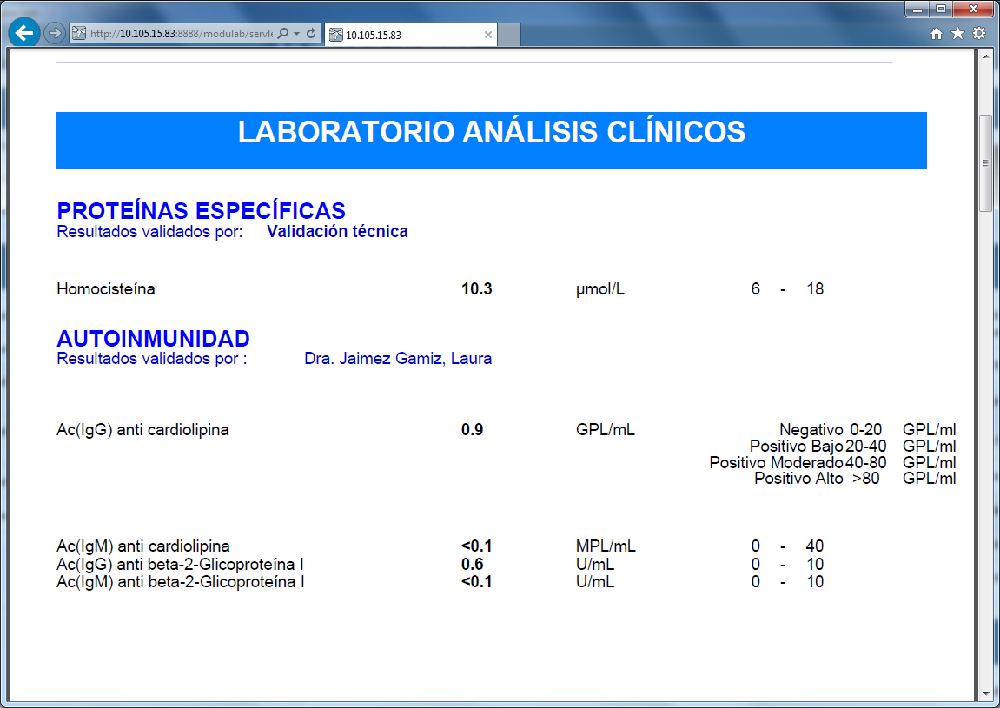 http://10.105.15.83:8888/modulab/servle
10.105.15.83
LABORATORIO ANÁLISIS CLÍNICOS
PROTEÍNAS ESPECÍFICAS
Resultados validados por: Validación técnica
Homocisteína 10.3 µmol/L 6 - 18
AUTOINMUNIDAD
Resultados validados por : Dra. Jaimez Gamiz, Laura
Ac(IgG) anti cardiolipina 0.9 GPL/mL Negativo 0-20 GPL/ml
Positivo Bajo 20-40 GPL/ml
Positivo Moderado 40-80 GPL/ml
Positivo Alto >80 GPL/ml
Ac(IgM) anti cardiolipina <0.1 MPL/mL 0 - 40
Ac(IgG) anti beta-2-Glicoproteína I 0.6 U/mL 0 - 10
Ac(IgM) anti beta-2-Glicoproteína I <0.1 U/mL 0 - 10